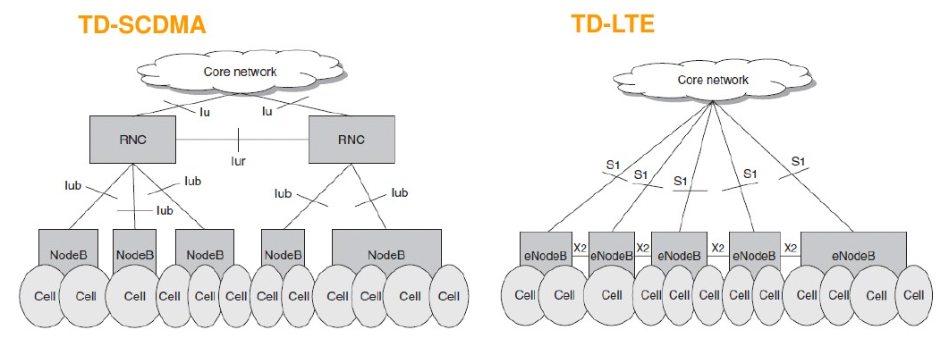 TD-SCDMA
Core network
Iu
Iu
RNC
RNC
Iur
Iub
Iub
Iub
Iub
Iub
NodeB
NodeB
NodeB
NodeB
NodeB
Cell
Cell
Cell
Cell
Cell
Cell
Cell
Cell
Cell
Cell
TD-LTE
Core network
S1
S1
S1
S1
S1
eNodeB
X2
eNodeB
X2
eNodeB
X2
eNodeB
X2
eNodeB
Cell
Cell
Cell
Cell
Cell
Cell
Cell
Cell
Cell
Cell